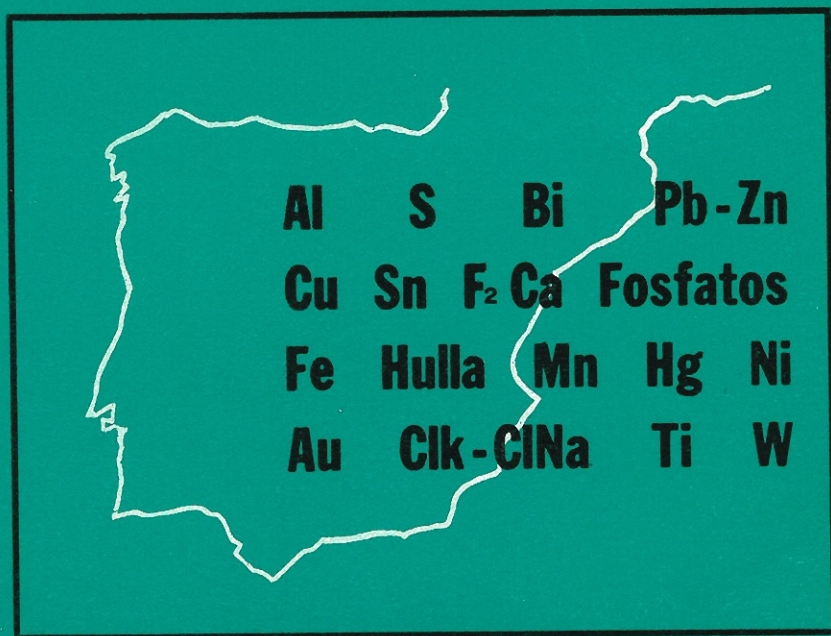 Al S Bi Pb-Zn
Cu Sn F₂ Ca Fosfatos
Fe Hulla Mn Hg Ni
Au Clk-ClNa Ti W